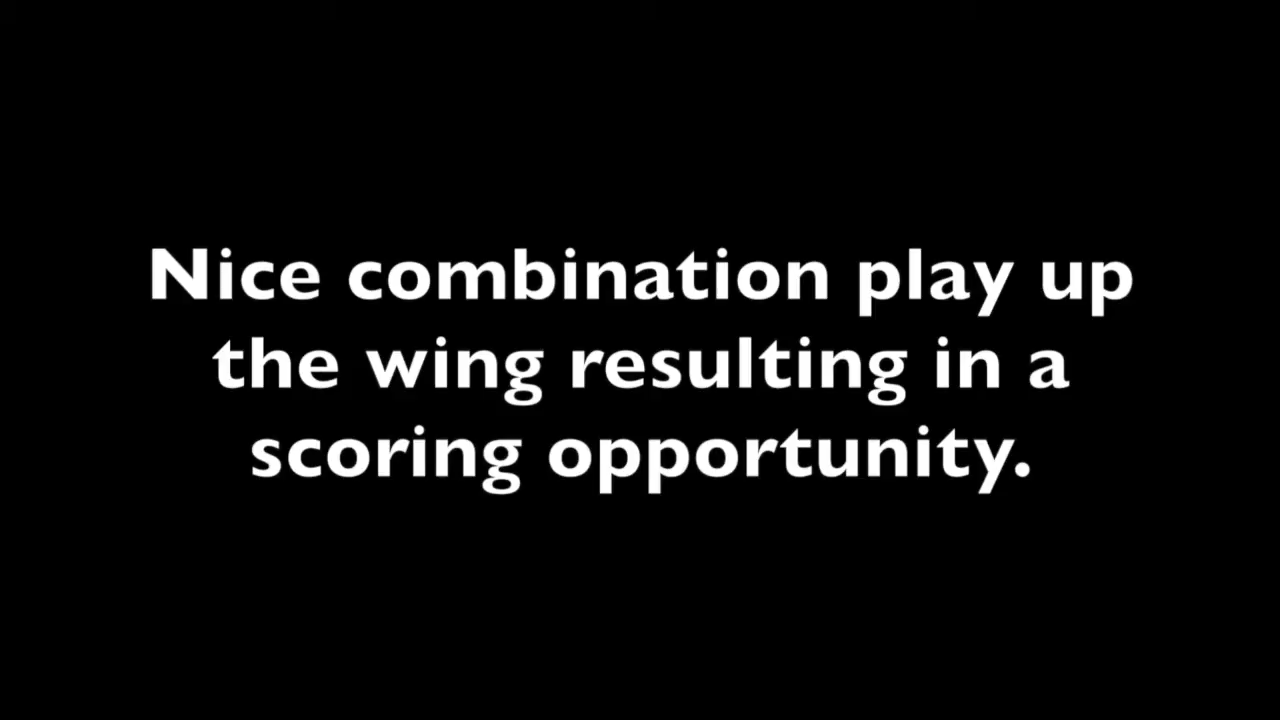 Nice combination play up
the wing resulting in a
scoring opportunity.